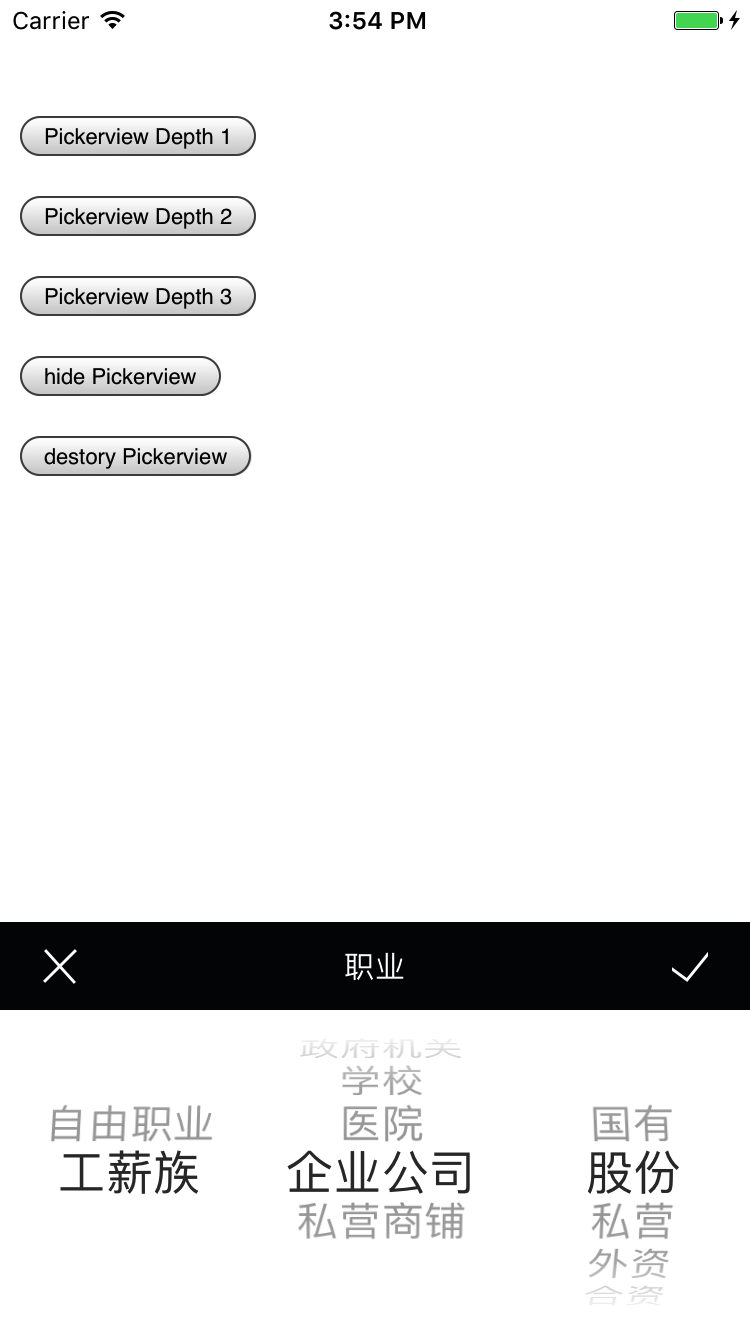 Carrier 3:54 PM
Pickerview Depth 1
Pickerview Depth 2
Pickerview Depth 3
hide Pickerview
destory Pickerview
职业
政府机关
学校
自由职业 医院 国有
工薪族 企业公司 股份
私营商铺 私营
外资
合资